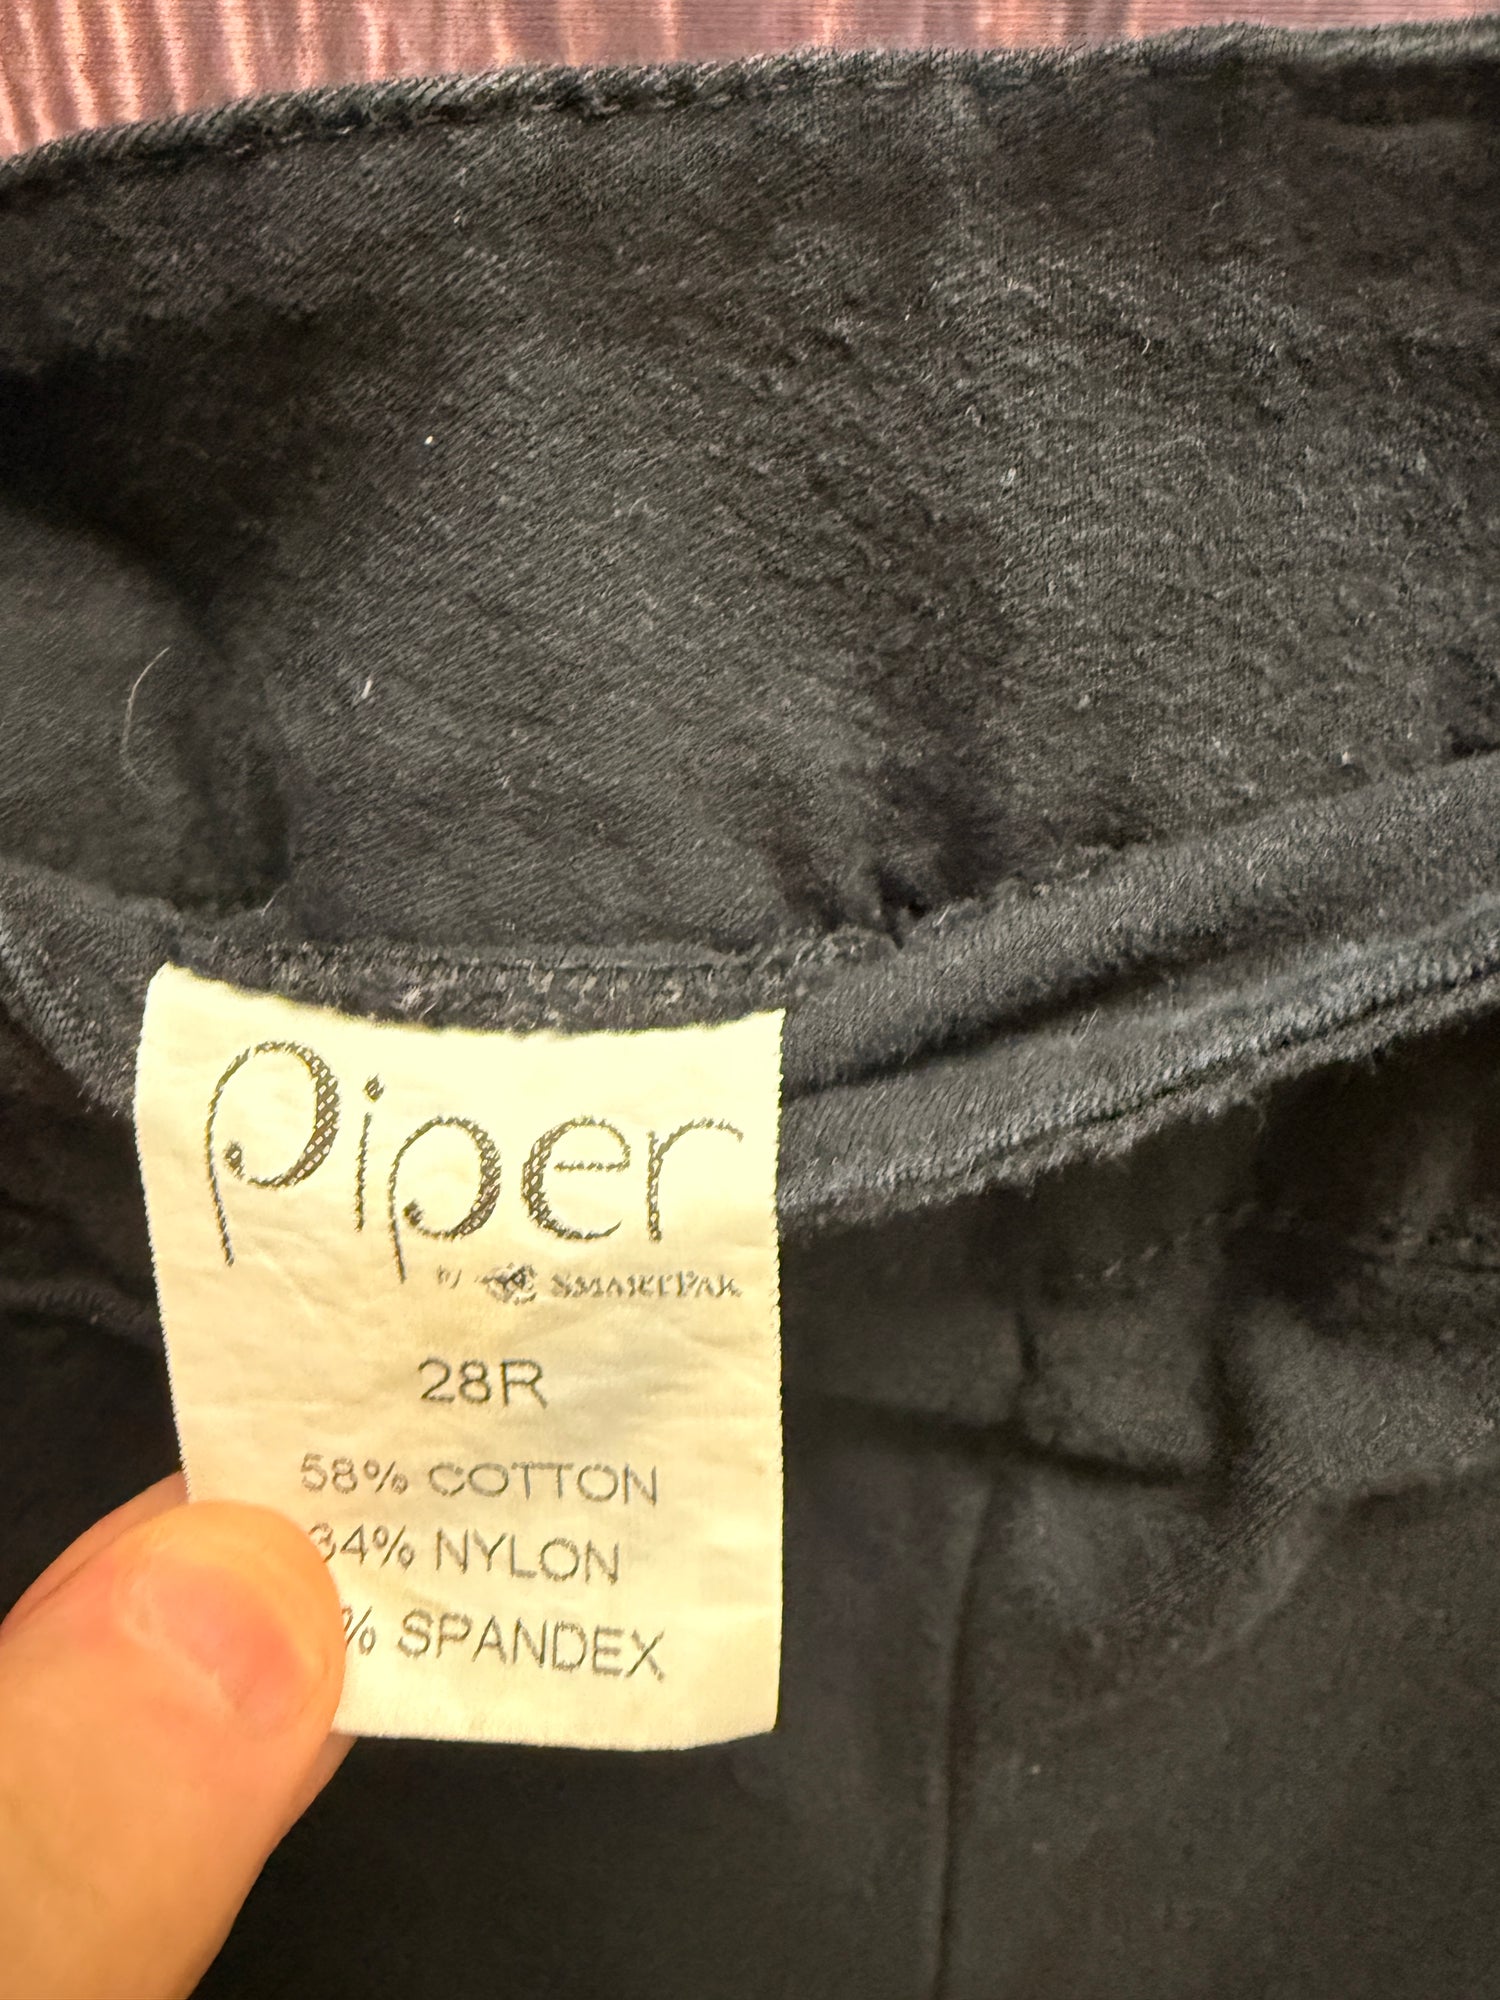 Piper
by SMARTPAK
28R
58% COTTON
34% NYLON
% SPANDEX